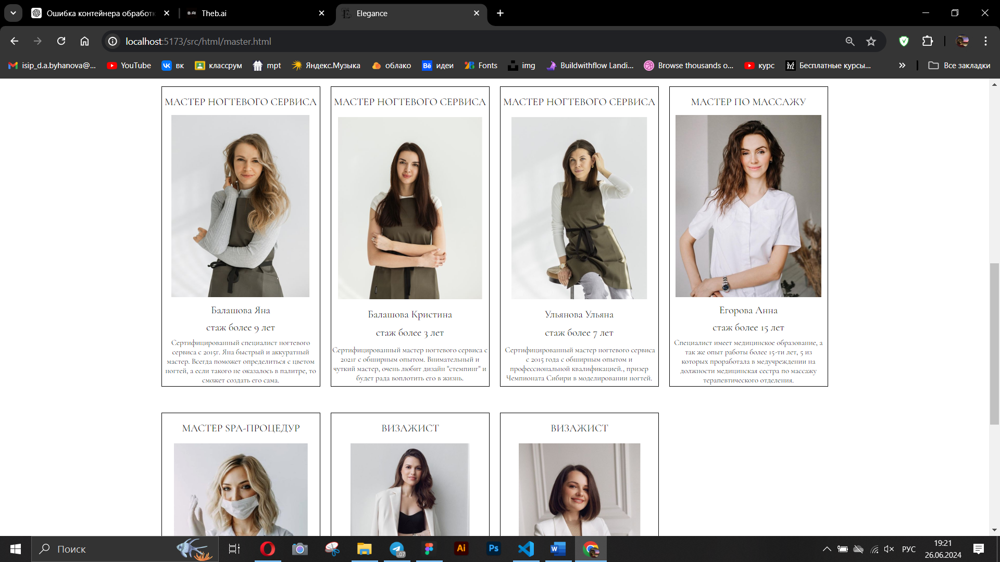 Ошибка контейнера обработк
Theb.ai
Elegance
localhost:5173/src/html/master.html
isip_d.a.byhanova@...
YouTube
вк
классрум
mpt
Яндекс.Музыка
облако
идеи
Fonts
img
Buildwithflow Landi...
Browse thousands o...
курс
Бесплатные курсы...
Все закладки
МАСТЕР НОГТЕВОГО СЕРВИСА
Балашова Яна
стаж более 9 лет
Сертифицированный специалист ногтевого
сервиса с 2015г. Яна быстрый и аккуратный
мастер. Всегда поможет определиться с цветом
ногтей, а если такого не оказалось в палитре, то
сможет создать его сама.
МАСТЕР НОГТЕВОГО СЕРВИСА
Балашова Кристина
стаж более 3 лет
Сертифицированный мастер ногтевого сервиса с
2021г с обширным опытом. Внимательный и
чуткий мастер, очень любит дизайн "стемпинг" и
будет рада воплотить его в жизнь.
МАСТЕР НОГТЕВОГО СЕРВИСА
Ульянова Ульяна
стаж более 7 лет
Сертифицированный мастер ногтевого сервиса
с 2015 года с обширным опытом и
профессиональной квалификацией., призер
Чемпионата Сибири в моделировании ногтей.
МАСТЕР ПО МАССАЖУ
Егорова Анна
стаж более 15 лет
Специалист имеет медицинское образование, а
так же опыт работы более 15-ти лет, 5 из
которых проработала в медучреждении на
должности медицинская сестра по массажу
терапевтического отделения.
МАСТЕР SPA-ПРОЦЕДУР
ВИЗАЖИСТ
ВИЗАЖИСТ
Поиск
РУС
19:21
26.06.2024